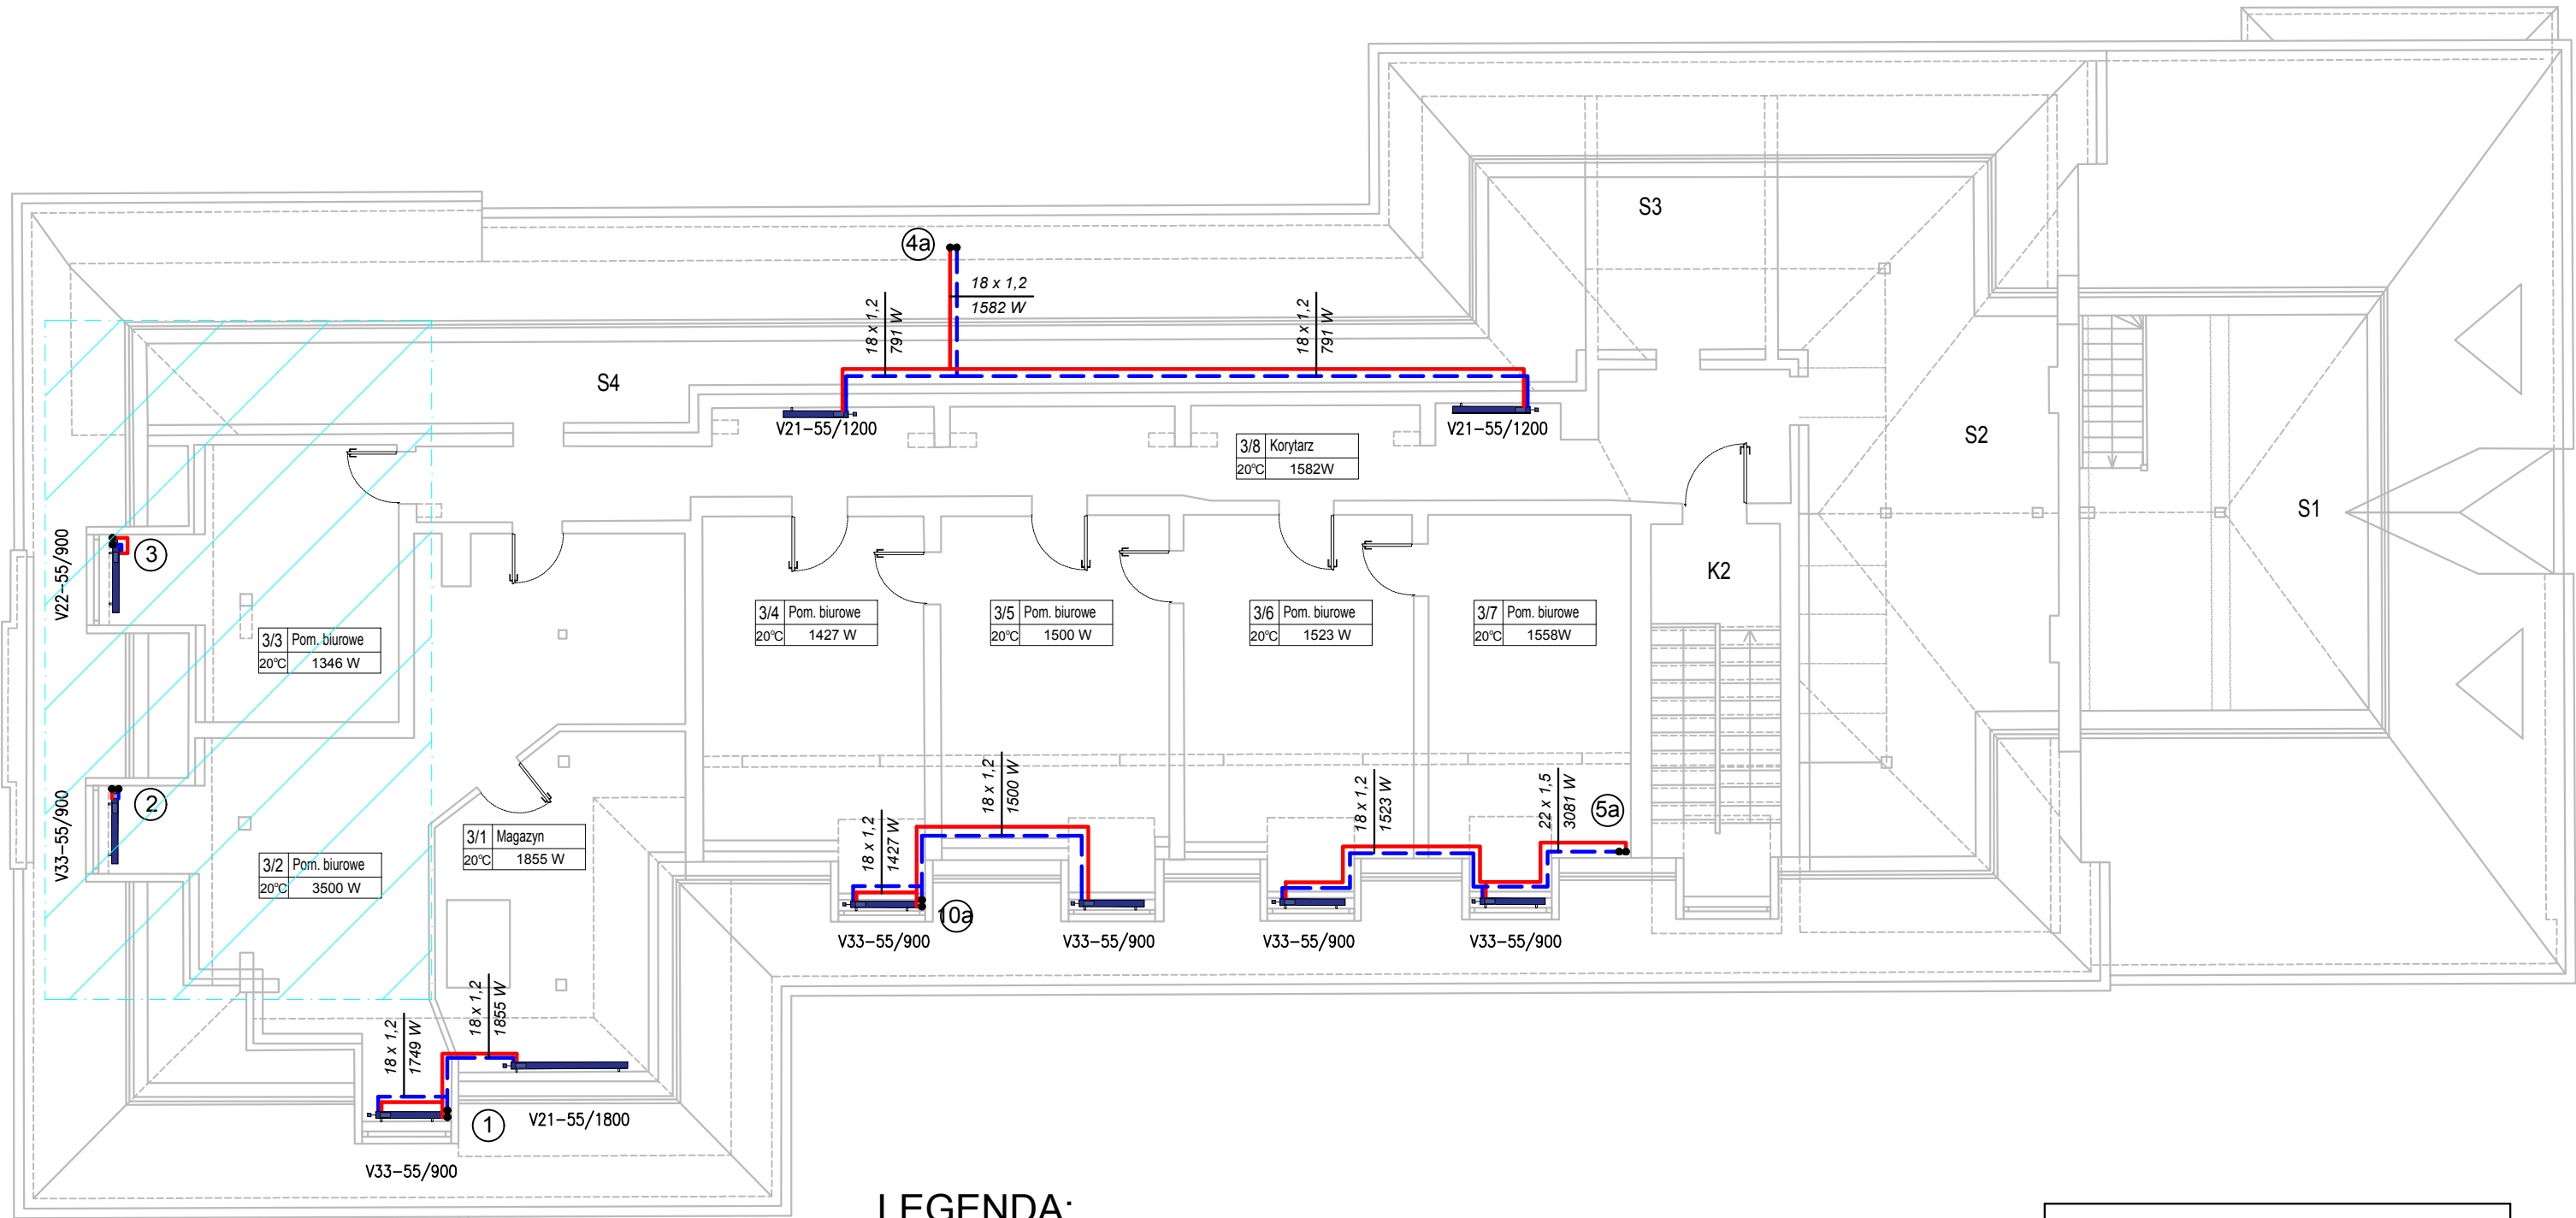 S3
4a
18 x 1,2
1582 W
18 x 1,2
791 W
18 x 1,2
791 W
S4
V21-55/1200
V21-55/1200
3/8 Korytarz
20°C 1582W
S2
S1
K2
V22-55/900
3
3/3 Pom. biurowe
20°C 1346 W
3/4 Pom. biurowe
20°C 1427 W
3/5 Pom. biurowe
20°C 1500 W
3/6 Pom. biurowe
20°C 1523 W
3/7 Pom. biurowe
20°C 1558W
V33-55/900
2
3/2 Pom. biurowe
20°C 3500 W
3/1 Magazyn
20°C 1855 W
18 x 1,2
1427 W
18 x 1,2
1500 W
18 x 1,2
1523 W
22 x 1,5
3081 W
5a
10a
V33-55/900
V33-55/900
V33-55/900
V33-55/900
18 x 1,2
1749 W
18 x 1,2
1855 W
1
V21-55/1800
V33-55/900
LEGENDA: